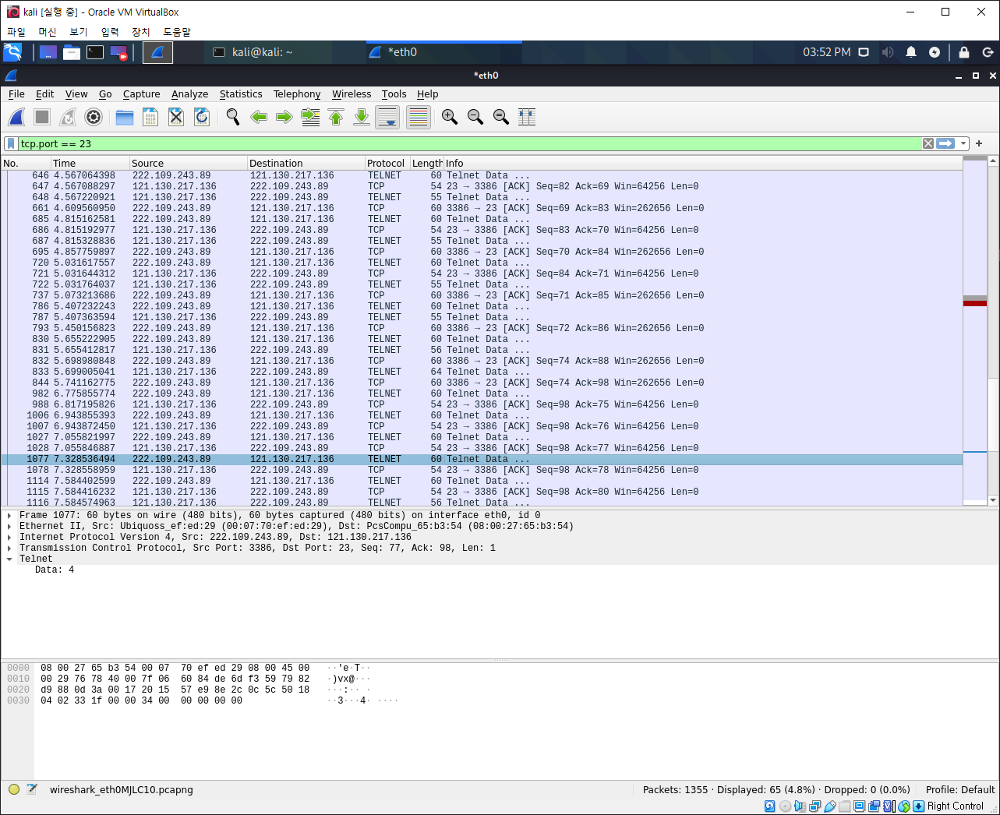 kali [실행 중] - Oracle VM VirtualBox
파일 머신 보기 입력 장치 도움말
kali@kali: ~ *eth0 03:52 PM
*eth0
File Edit View Go Capture Analyze Statistics Telephony Wireless Tools Help
tcp.port == 23
No. Time Source Destination Protocol Length Info
646 4.567064398 222.109.243.89 121.130.217.136 TELNET 60 Telnet Data ...
647 4.567088297 121.130.217.136 222.109.243.89 TCP 54 23 → 3386 [ACK] Seq=82 Ack=69 Win=64256 Len=0
648 4.567220921 121.130.217.136 222.109.243.89 TELNET 55 Telnet Data ...
661 4.609560950 222.109.243.89 121.130.217.136 TCP 60 3386 → 23 [ACK] Seq=69 Ack=83 Win=262656 Len=0
685 4.815162581 222.109.243.89 121.130.217.136 TELNET 60 Telnet Data ...
686 4.815192977 121.130.217.136 222.109.243.89 TCP 54 23 → 3386 [ACK] Seq=83 Ack=70 Win=64256 Len=0
687 4.815328836 121.130.217.136 222.109.243.89 TELNET 55 Telnet Data ...
695 4.857759897 222.109.243.89 121.130.217.136 TCP 60 3386 → 23 [ACK] Seq=70 Ack=84 Win=262656 Len=0
720 5.031617557 222.109.243.89 121.130.217.136 TELNET 60 Telnet Data ...
721 5.031644312 121.130.217.136 222.109.243.89 TCP 54 23 → 3386 [ACK] Seq=84 Ack=71 Win=64256 Len=0
722 5.031764037 121.130.217.136 222.109.243.89 TELNET 55 Telnet Data ...
737 5.073213686 222.109.243.89 121.130.217.136 TCP 60 3386 → 23 [ACK] Seq=71 Ack=85 Win=262656 Len=0
786 5.407232243 222.109.243.89 121.130.217.136 TELNET 60 Telnet Data ...
787 5.407363594 121.130.217.136 222.109.243.89 TELNET 55 Telnet Data ...
793 5.450156823 222.109.243.89 121.130.217.136 TCP 60 3386 → 23 [ACK] Seq=72 Ack=86 Win=262656 Len=0
830 5.655222905 222.109.243.89 121.130.217.136 TELNET 60 Telnet Data ...
831 5.655412817 121.130.217.136 222.109.243.89 TELNET 56 Telnet Data ...
832 5.698980848 222.109.243.89 121.130.217.136 TCP 60 3386 → 23 [ACK] Seq=74 Ack=88 Win=262656 Len=0
833 5.699005041 121.130.217.136 222.109.243.89 TELNET 64 Telnet Data ...
844 5.741162775 222.109.243.89 121.130.217.136 TCP 60 3386 → 23 [ACK] Seq=74 Ack=98 Win=262656 Len=0
982 6.775855774 222.109.243.89 121.130.217.136 TELNET 60 Telnet Data ...
988 6.817195826 121.130.217.136 222.109.243.89 TCP 54 23 → 3386 [ACK] Seq=98 Ack=75 Win=64256 Len=0
1006 6.943855393 222.109.243.89 121.130.217.136 TELNET 60 Telnet Data ...
1007 6.943872450 121.130.217.136 222.109.243.89 TCP 54 23 → 3386 [ACK] Seq=98 Ack=76 Win=64256 Len=0
1027 7.055821997 222.109.243.89 121.130.217.136 TELNET 60 Telnet Data ...
1028 7.055846887 121.130.217.136 222.109.243.89 TCP 54 23 → 3386 [ACK] Seq=98 Ack=77 Win=64256 Len=0
1077 7.328536494 222.109.243.89 121.130.217.136 TELNET 60 Telnet Data ...
1078 7.328558959 121.130.217.136 222.109.243.89 TCP 54 23 → 3386 [ACK] Seq=98 Ack=78 Win=64256 Len=0
1114 7.584402599 222.109.243.89 121.130.217.136 TELNET 60 Telnet Data ...
1115 7.584416232 121.130.217.136 222.109.243.89 TCP 54 23 → 3386 [ACK] Seq=98 Ack=80 Win=64256 Len=0
1116 7.584574963 121.130.217.136 222.109.243.89 TELNET 56 Telnet Data ...
Frame 1077: 60 bytes on wire (480 bits), 60 bytes captured (480 bits) on interface eth0, id 0
Ethernet II, Src: Ubiquoss_ef:ed:29 (00:07:70:ef:ed:29), Dst: PcsCompu_65:b3:54 (08:00:27:65:b3:54)
Internet Protocol Version 4, Src: 222.109.243.89, Dst: 121.130.217.136
Transmission Control Protocol, Src Port: 3386, Dst Port: 23, Seq: 77, Ack: 98, Len: 1
Telnet
Data: 4
0000 08 00 27 65 b3 54 00 07 70 ef ed 29 08 00 45 00 ··'e·T··
0010 00 29 76 78 40 00 7f 06 60 84 de 6d f3 59 79 82 ·)vx@···
0020 d9 88 0d 3a 00 17 20 15 57 e9 8e 2c 0c 5c 50 18 ···:·· ·
0030 04 02 33 1f 00 00 34 00 00 00 00 00 ··3···4· ····
wireshark_eth0MJLC10.pcapng Packets: 1355 · Displayed: 65 (4.8%) · Dropped: 0 (0.0%) Profile: Default
Right Control